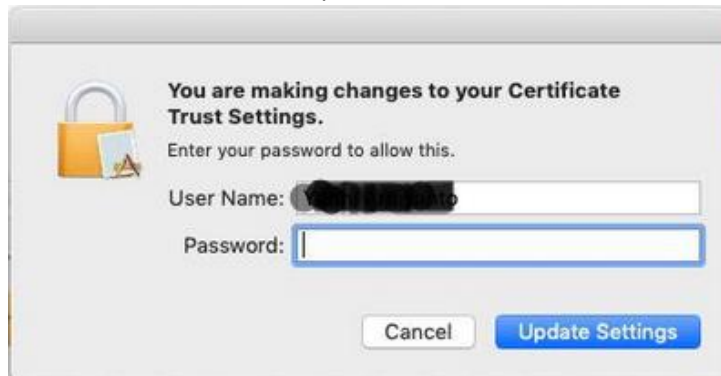 You are making changes to your Certificate
Trust Settings.
Enter your password to allow this.
User Name:
Password:
Cancel Update Settings